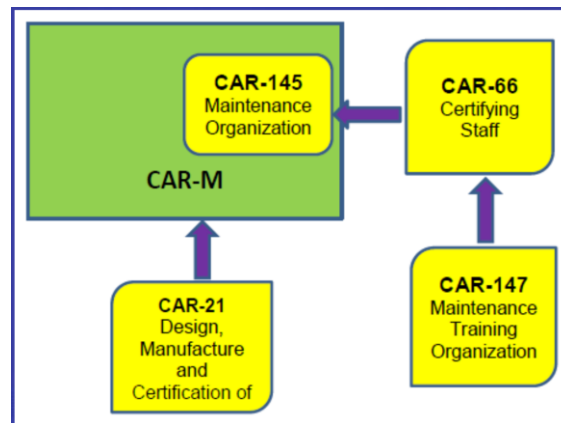 CAR-145
Maintenance
Organization
CAR-M
CAR-66
Certifying
Staff
CAR-21
Design,
Manufacture
and
Certification of
CAR-147
Maintenance
Training
Organization